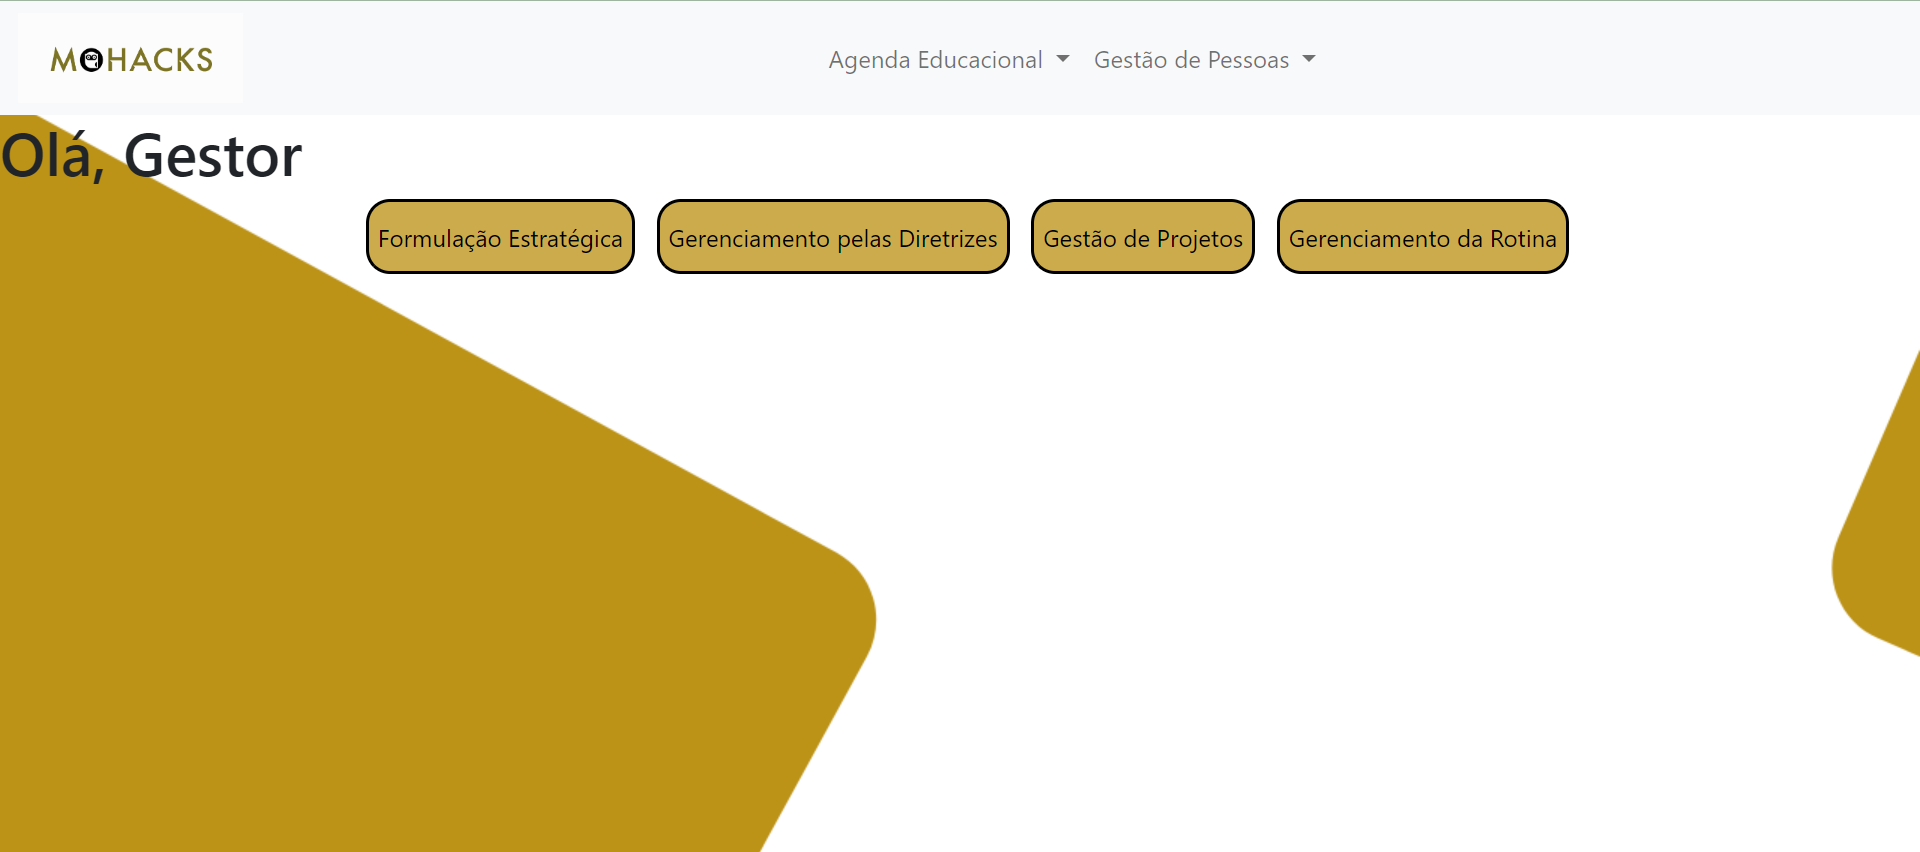 MOHACKS
Agenda Educacional
Gestão de Pessoas
Olá, Gestor
Formulação Estratégica
Gerenciamento pelas Diretrizes
Gestão de Projetos
Gerenciamento da Rotina